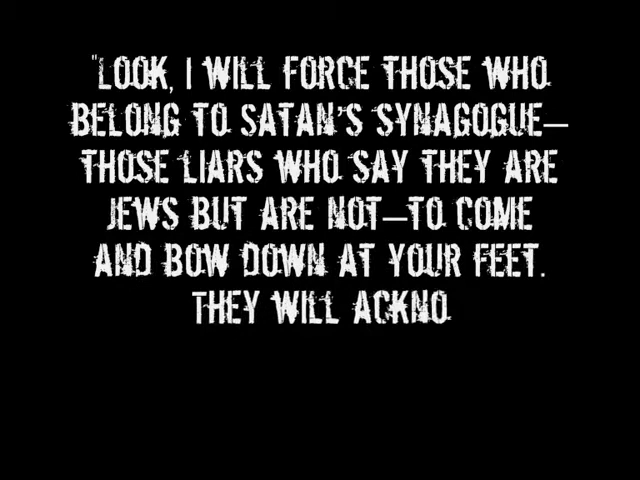 "LOOK, I WILL FORCE THOSE WHO
BELONG TO SATAN'S SYNAGOGUE—
THOSE LIARS WHO SAY THEY ARE
JEWS BUT ARE NOT—TO COME
AND BOW DOWN AT YOUR FEET.
THEY WILL ACKNO